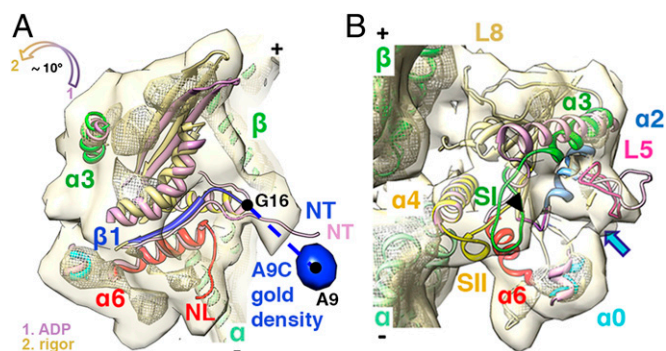 A
2
~ 10°
1
+
β
α3
G16
NT
NT
β1
A9C
gold
density
A9
α6
NL
α
-
1. ADP
2. rigor
B
+
β
L8
α3
α2
L5
SI
α4
SII
α6
α0
α
-